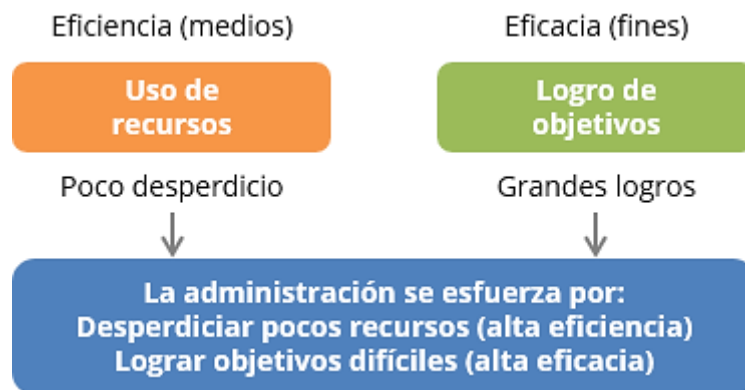 Eficiencia (medios)
Eficacia (fines)
Uso de
recursos
Logro de
objetivos
Poco desperdicio
Grandes logros
La administración se esfuerza por:
Desperdiciar pocos recursos (alta eficiencia)
Lograr objetivos difíciles (alta eficacia)